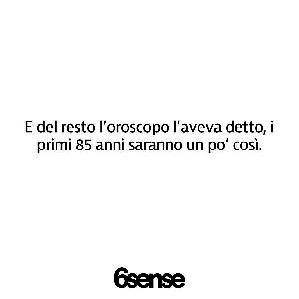 E del resto l'oroscopo l'aveva detto, i
primi 85 anni saranno un po' così.
6sense